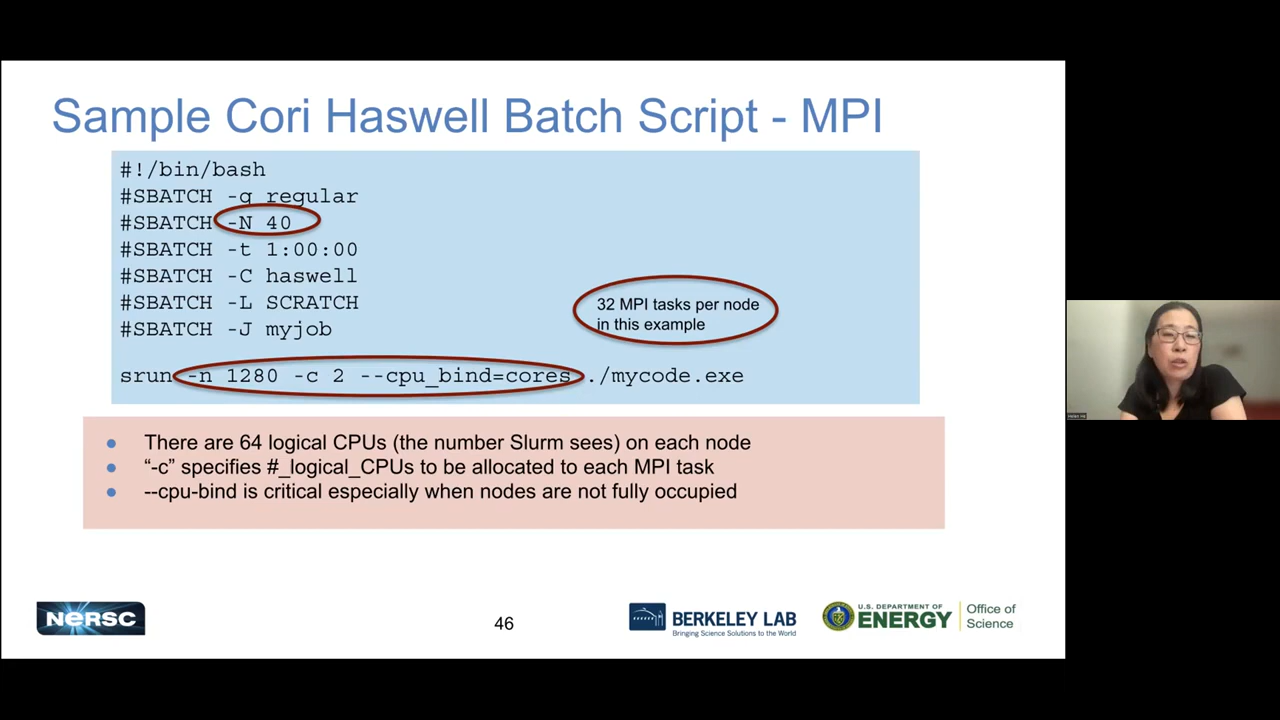 Sample Cori Haswell Batch Script - MPI
#!/bin/bash
#SBATCH -q regular
#SBATCH -N 40
#SBATCH -t 1:00:00
#SBATCH -C haswell
#SBATCH -L SCRATCH
#SBATCH -J myjob
32 MPI tasks per node
in this example
srun -n 1280 -c 2 --cpu_bind=cores ./mycode.exe
● There are 64 logical CPUs (the number Slurm sees) on each node
● “-c” specifies #_logical_CPUs to be allocated to each MPI task
● --cpu-bind is critical especially when nodes are not fully occupied
NERSC
46
BERKELEY LAB
Bringing Science Solutions to the World
U.S. DEPARTMENT OF
ENERGY
Office of
Science